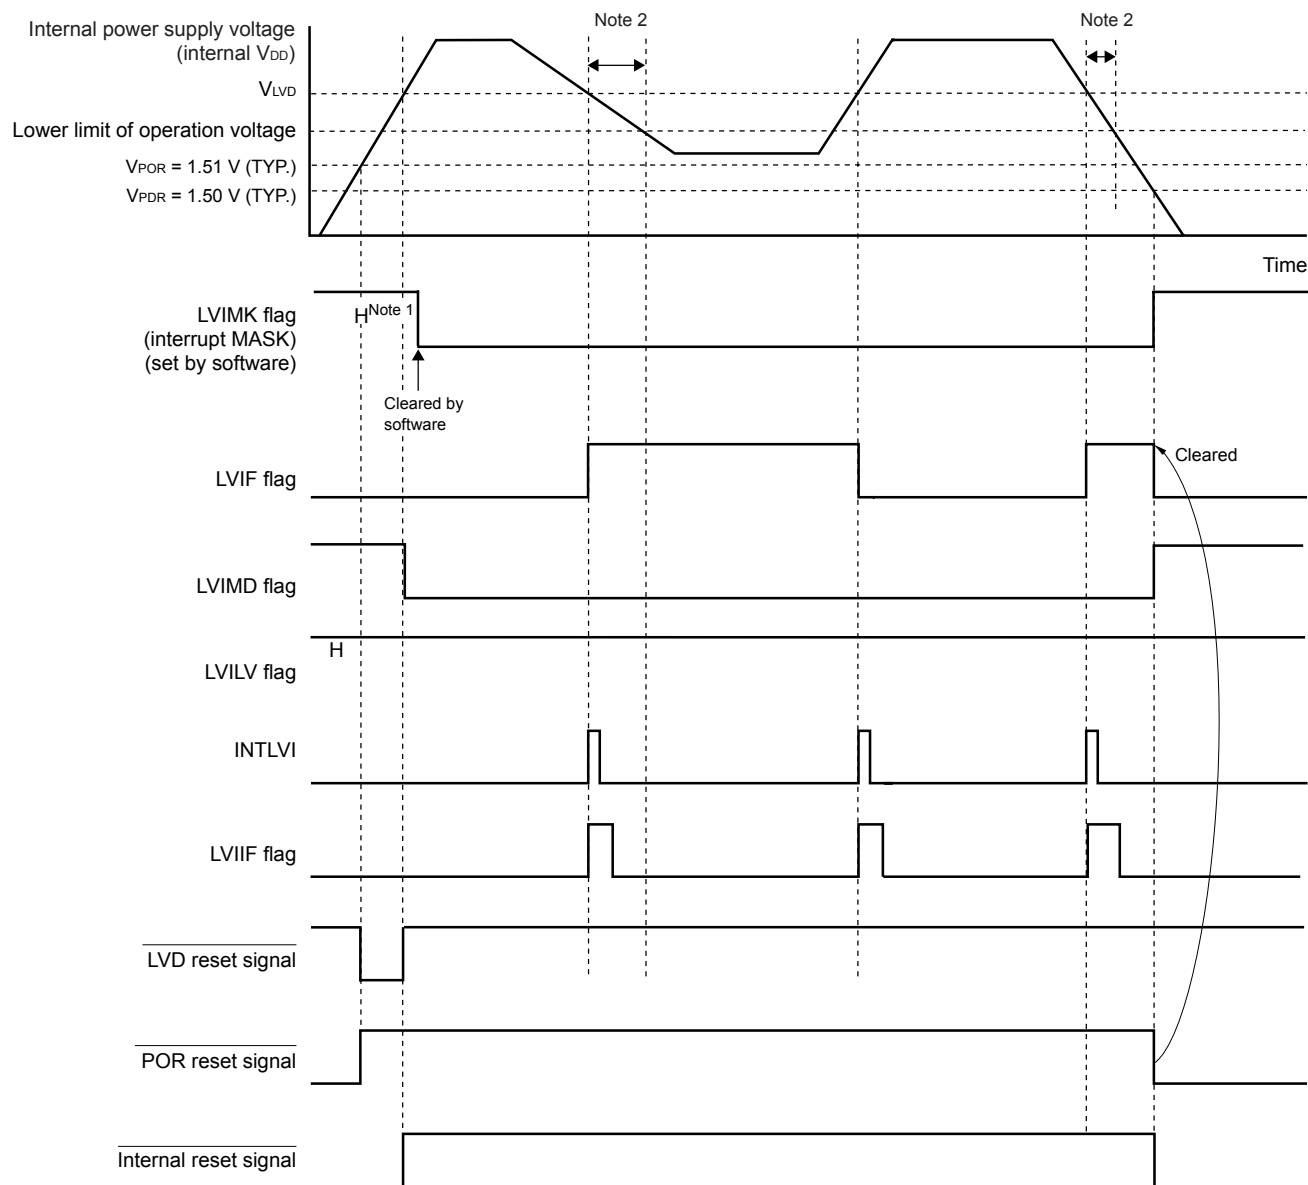 Note 2
Note 2
Internal power supply voltage
(internal VDD)
VLVD
Lower limit of operation voltage
VPOR = 1.51 V (TYP.)
VPDR = 1.50 V (TYP.)
Time
LVIMK flag
(interrupt MASK)
(set by software)
H Note 1
Cleared by
software
LVIF flag
Cleared
LVIMD flag
H
LVILV flag
INTLVI
LVIIF flag
LVD reset signal
POR reset signal
Internal reset signal